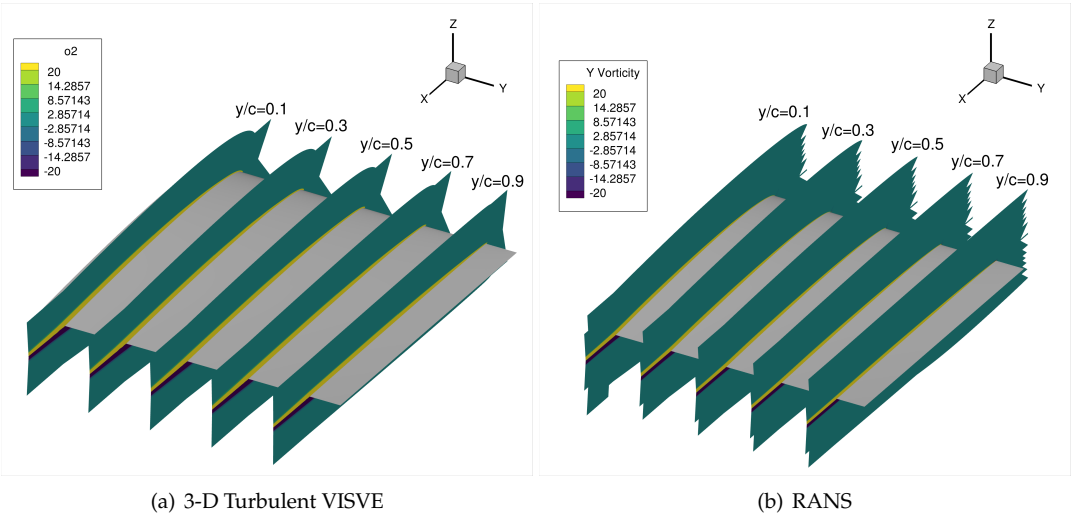 o2
20
14.2857
8.57143
2.85714
-2.85714
-8.57143
-14.2857
-20
Z
Y
X
y/c=0.1
y/c=0.3
y/c=0.5
y/c=0.7
y/c=0.9
(a) 3-D Turbulent VISVE
Y Vorticity
20
14.2857
8.57143
2.85714
-2.85714
-8.57143
-14.2857
-20
Z
Y
X
y/c=0.1
y/c=0.3
y/c=0.5
y/c=0.7
y/c=0.9
(b) RANS